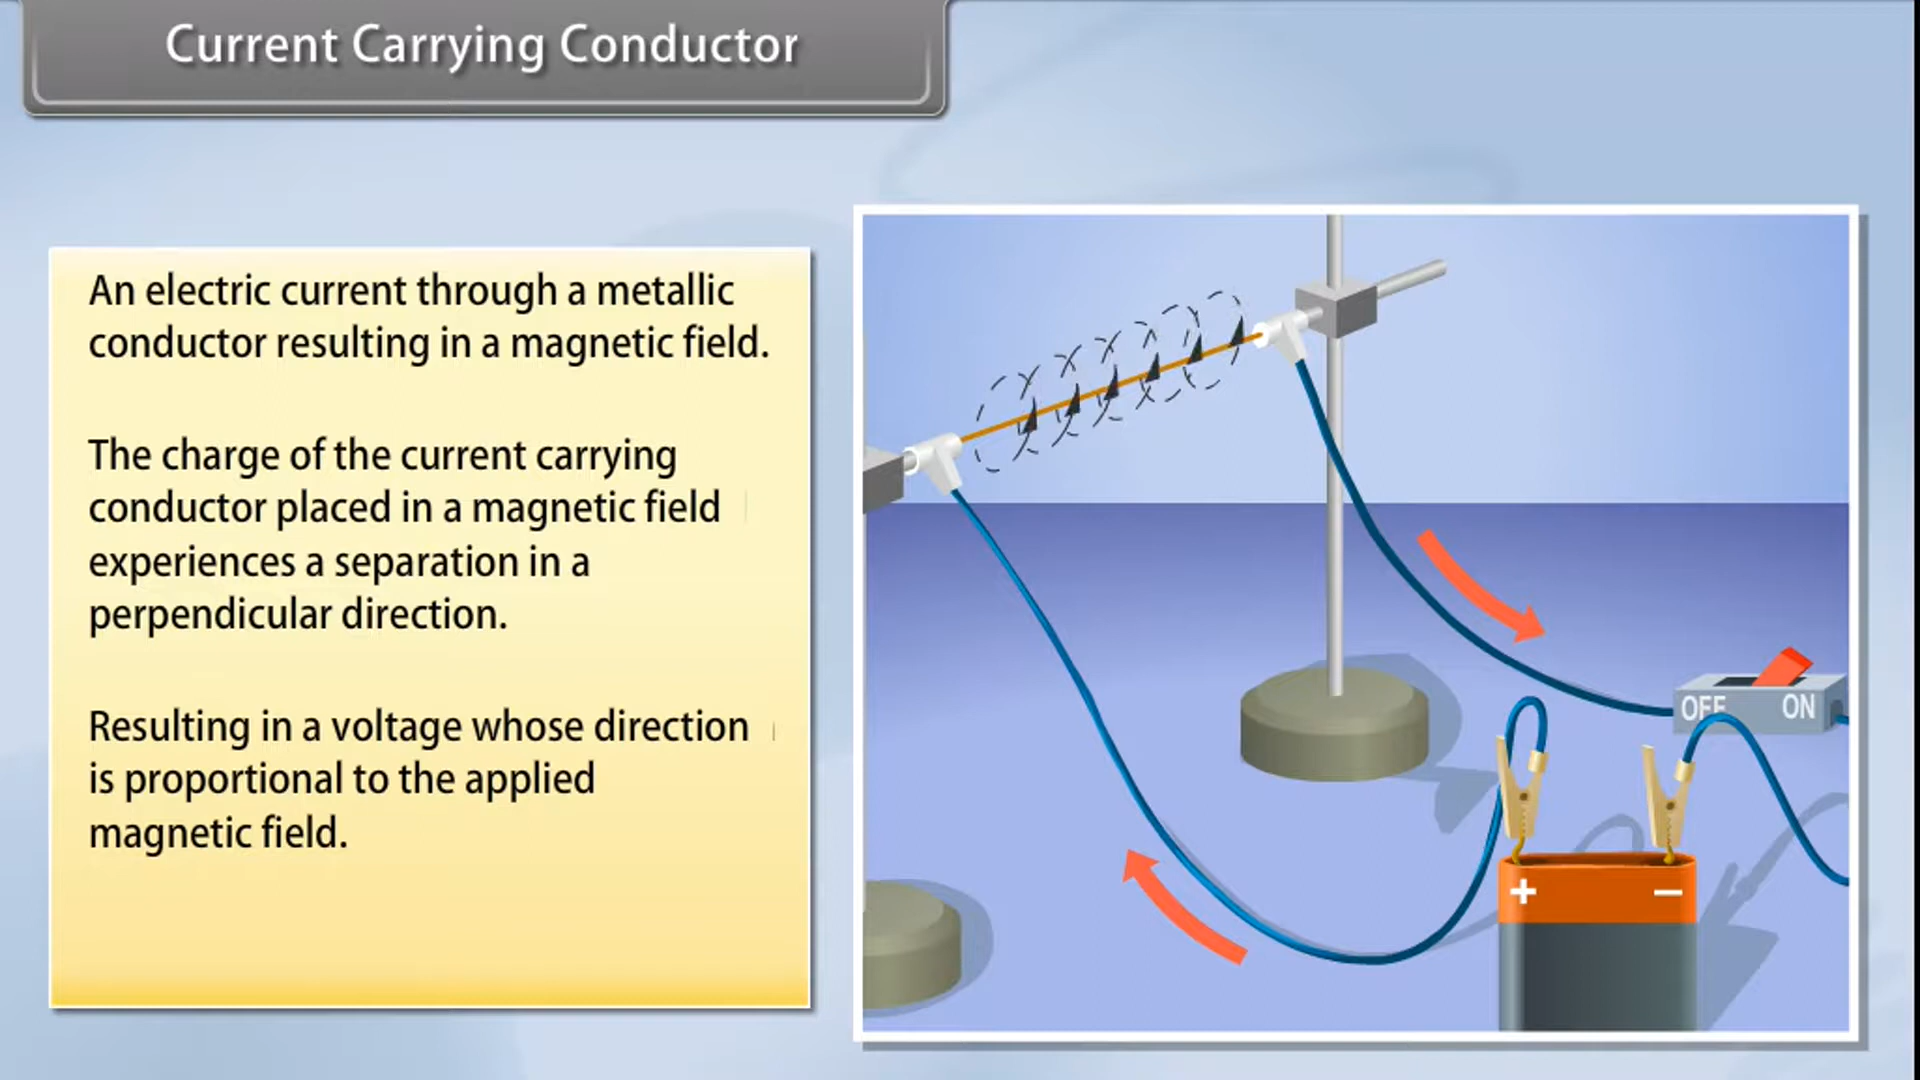 Current Carrying Conductor
An electric current through a metallic
conductor resulting in a magnetic field.
The charge of the current carrying
conductor placed in a magnetic field
experiences a separation in a
perpendicular direction.
Resulting in a voltage whose direction
is proportional to the applied
magnetic field.
OFF ON
+ −